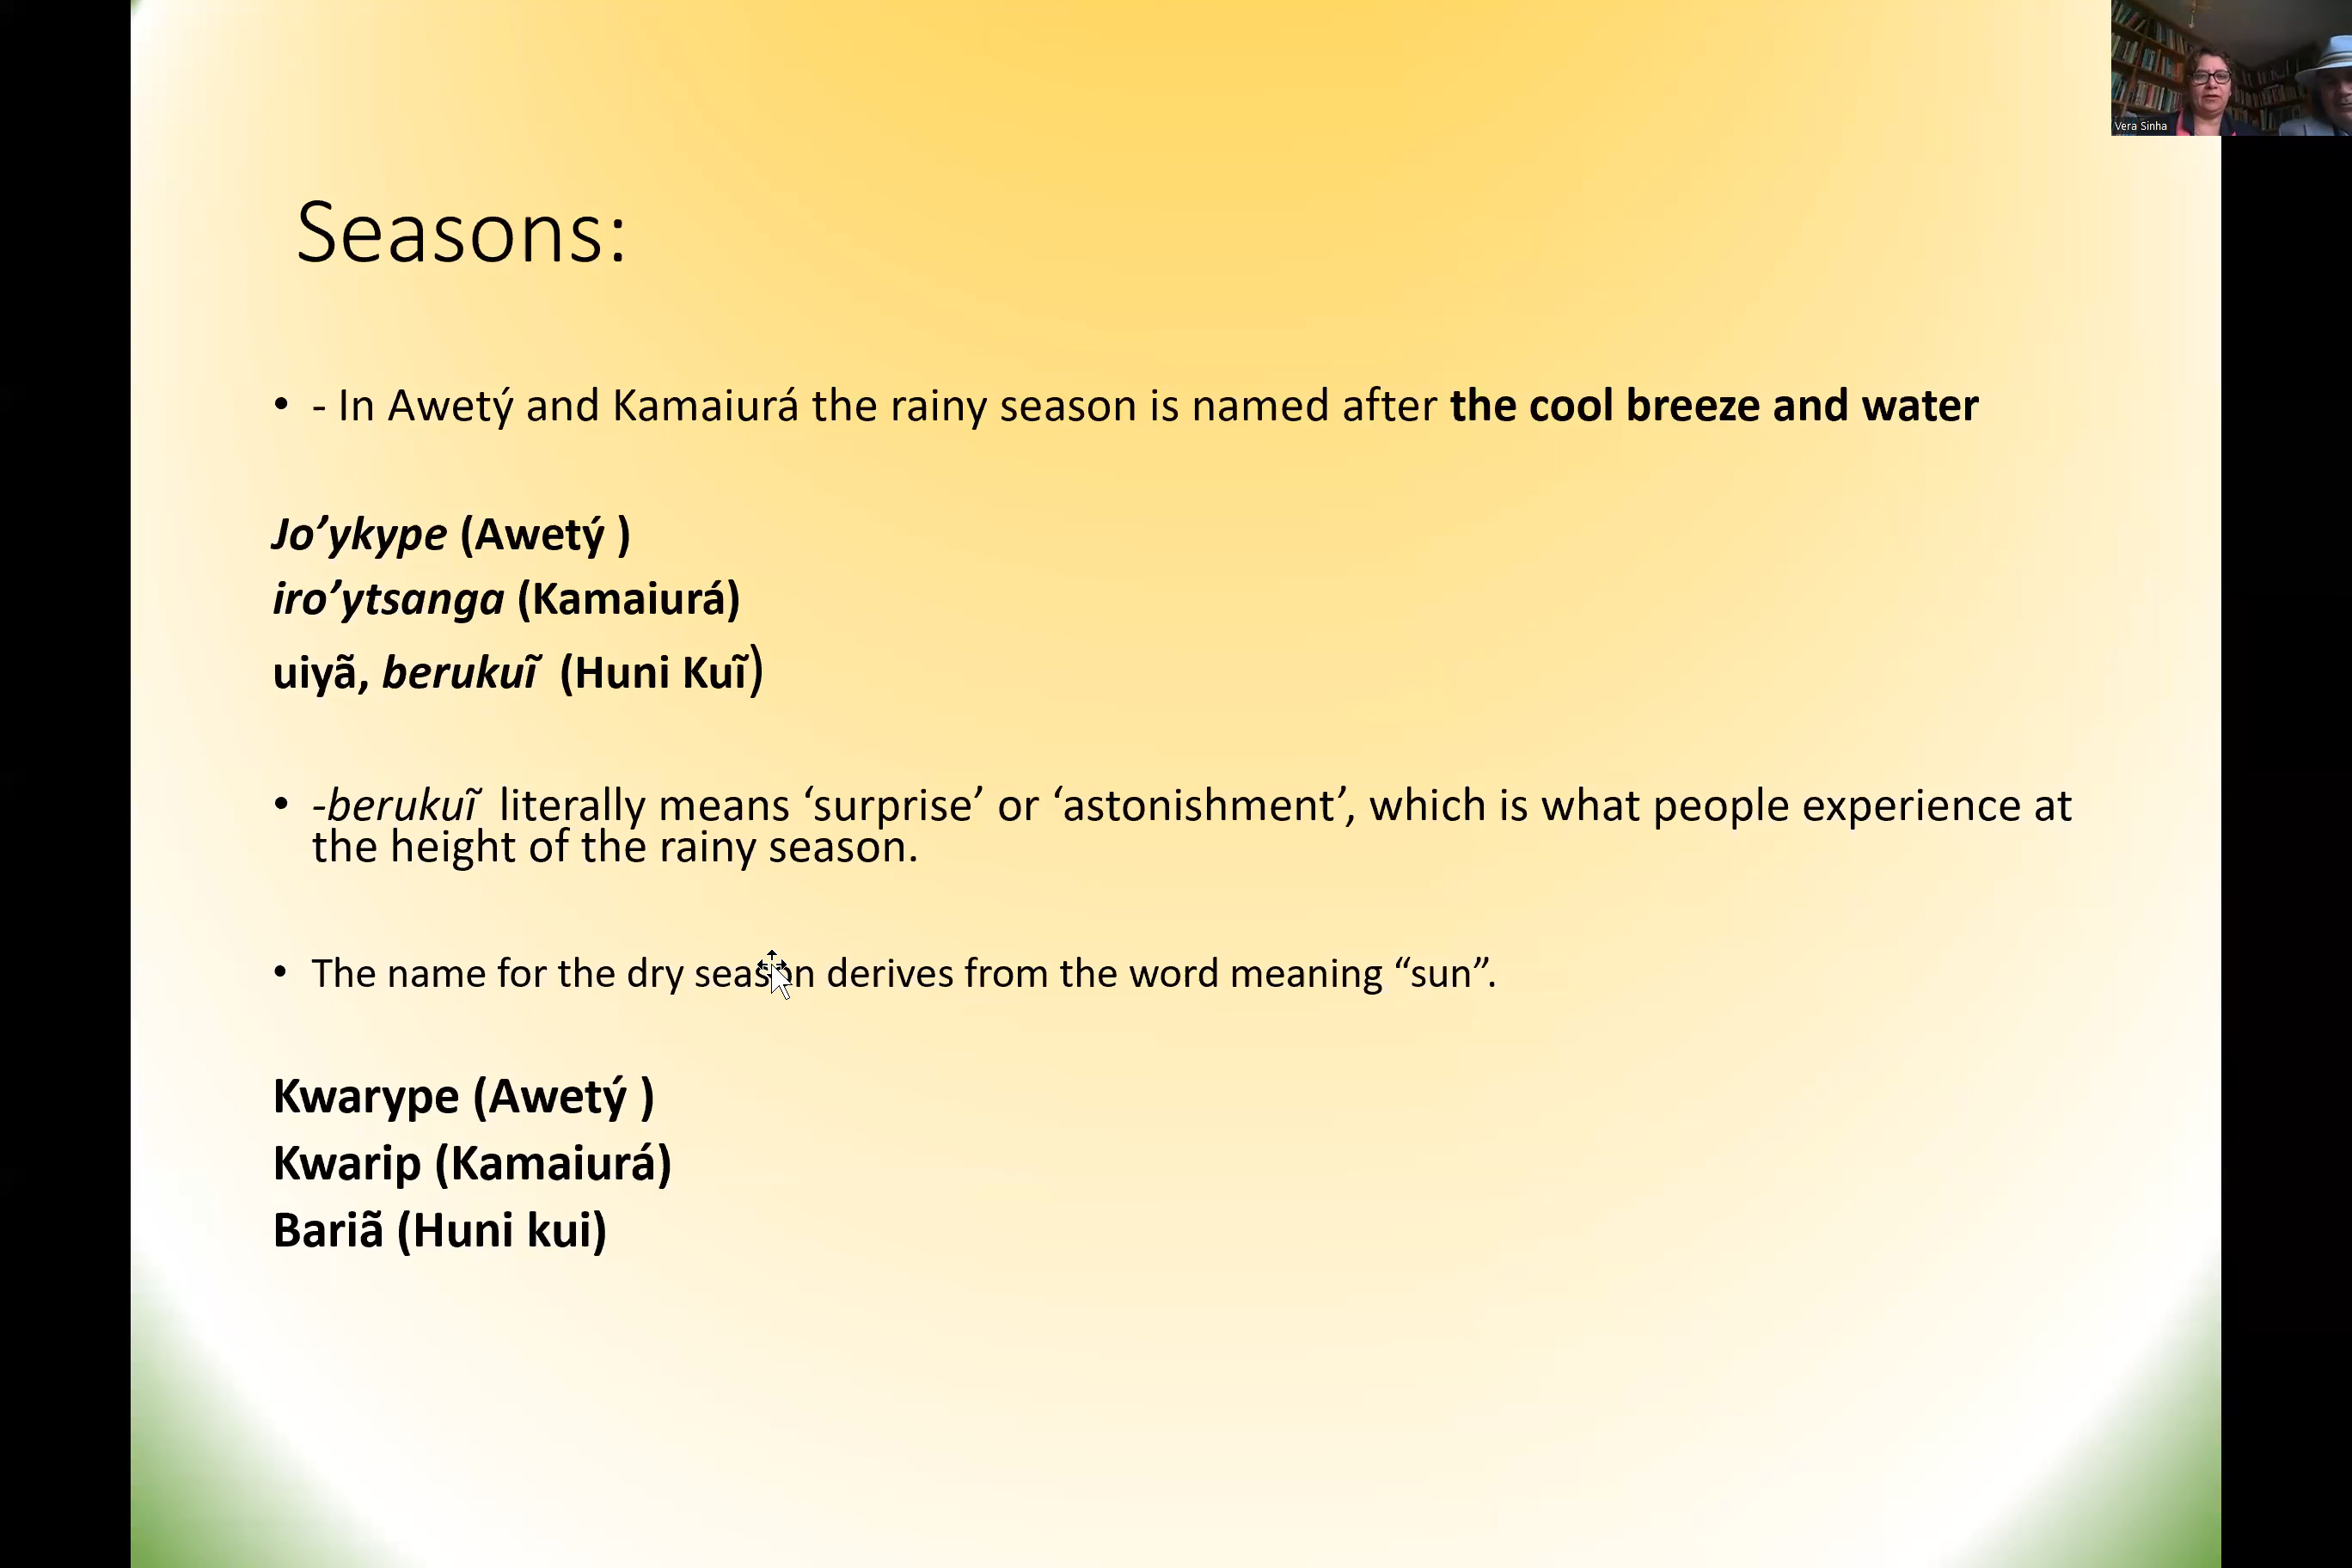 Vera Sinha
Seasons:
• - In Awetý and Kamaiurá the rainy season is named after the cool breeze and water
Jo’ykype (Awetý )
iro’ytsanga (Kamaiurá)
uiyã, berukuĩ (Huni Kuĩ)
• -berukuĩ literally means ‘surprise’ or ‘astonishment’, which is what people experience at
the height of the rainy season.
• The name for the dry season derives from the word meaning “sun”.
Kwarype (Awetý )
Kwarip (Kamaiurá)
Bariã (Huni kui)